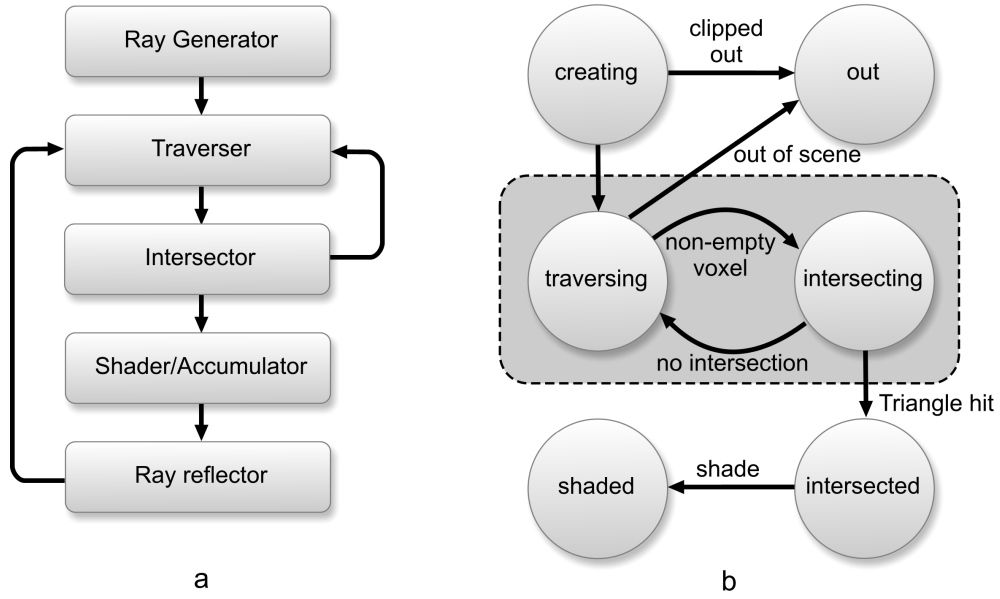 Ray Generator
Traverser
Intersector
Shader/Accumulator
Ray reflector
a
clipped
out
creating
out
out of scene
non-empty
voxel
traversing
intersecting
no intersection
Triangle hit
shade
shaded
intersected
b